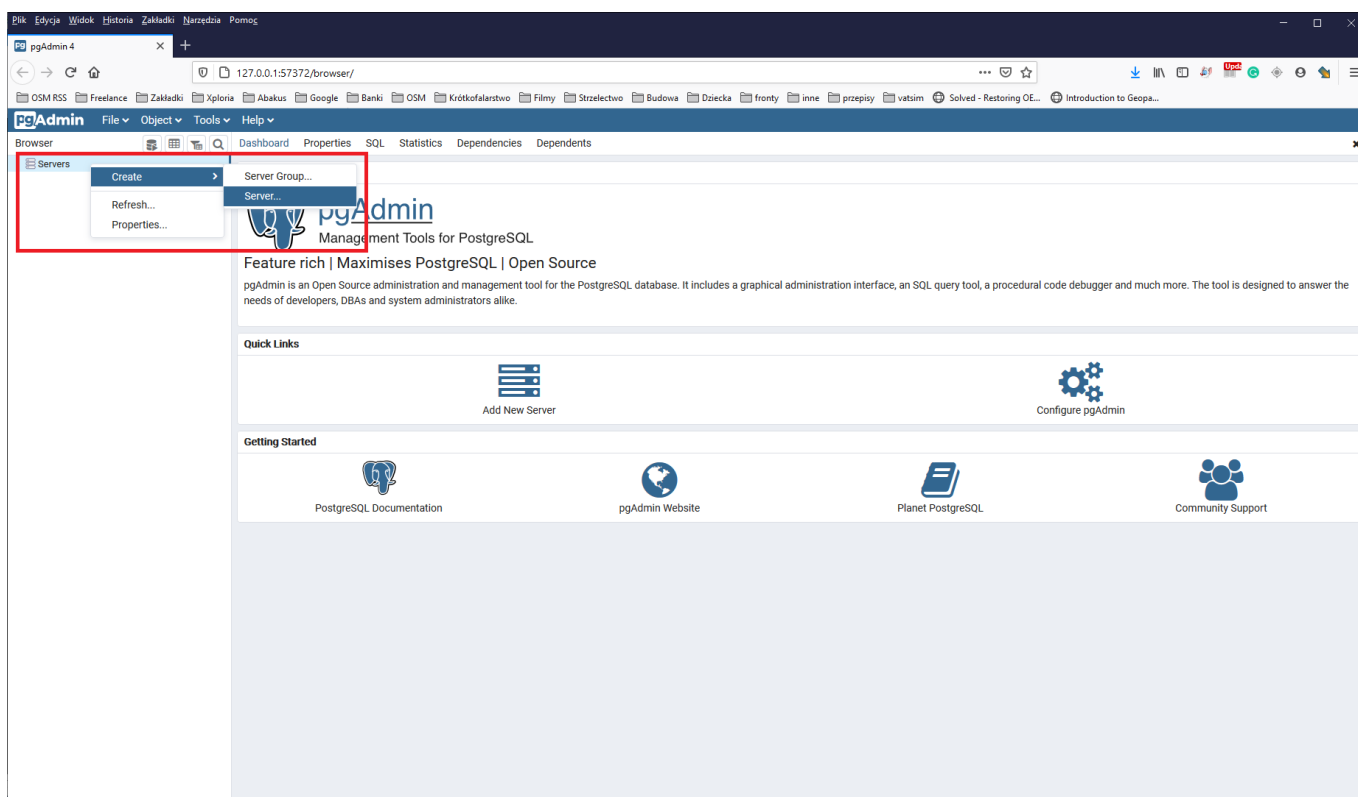 Plik Edycja Widok Historia Zakładki Narzędzia Pomoc
pgAdmin 4
127.0.0.1:57372/browser/
OSM RSS Freelance Zakładki Xploria Abakus Google Banki OSM Krótkofalarstwo Filmy Strzelectwo Budowa Dziecka fronty inne przepisy vatsim Solved - Restoring OE... Introduction to Geopa...
pgAdmin File Object Tools Help
Browser Dashboard Properties SQL Statistics Dependencies Dependents
Servers
Create Server Group...
Server...
Refresh...
Properties...
pgAdmin
Management Tools for PostgreSQL
Feature rich | Maximises PostgreSQL | Open Source
pgAdmin is an Open Source administration and management tool for the PostgreSQL database. It includes a graphical administration interface, an SQL query tool, a procedural code debugger and much more. The tool is designed to answer the
needs of developers, DBAs and system administrators alike.
Quick Links
Add New Server Configure pgAdmin
Getting Started
PostgreSQL Documentation pgAdmin Website Planet PostgreSQL Community Support